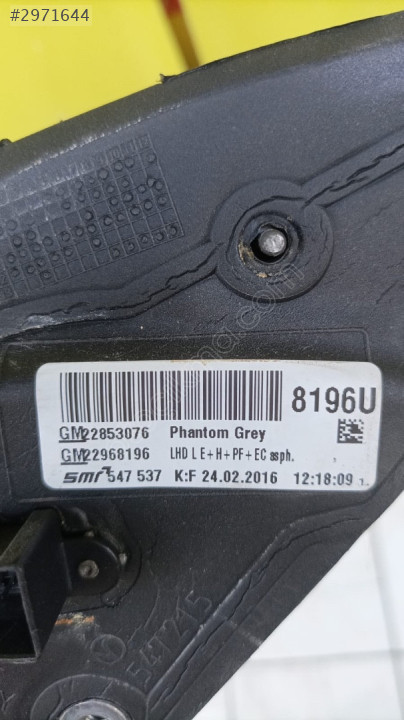 #2971644
8196U
GM22853076 Phantom Grey
GM22968196 LHD L E+H+PF+EC asph.
smr 547 537 K:F 24.02.2016 12:18:09
547215